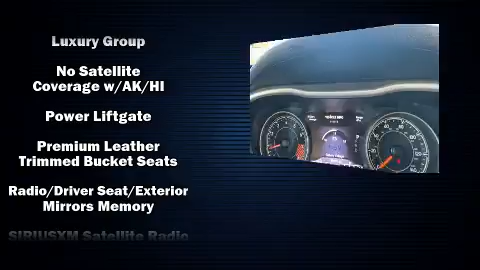 Luxury Group
No Satellite
Coverage w/AK/HI
Power Liftgate
Premium Leather
Trimmed Bucket Seats
Radio/Driver Seat/Exterior
Mirrors Memory
SIRIUSXM Satellite Radio